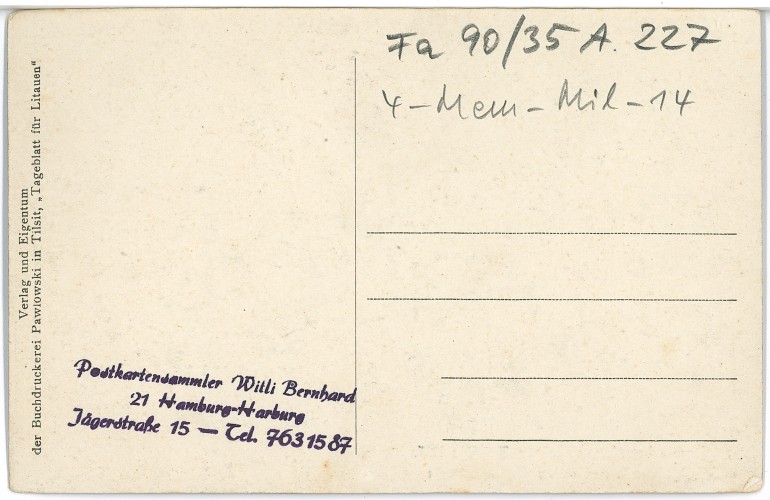 Fa 90/35 A. 227
4-Mem-Mil-14
Verlag und Eigentum
der Buchdruckerei Pawlowski in Tilsit, „Tageblatt für Litauen“
Postkartensammler Willi Bernhard
21 Hamburg-Harburg
Jägerstraße 15 — Tel. 7631587